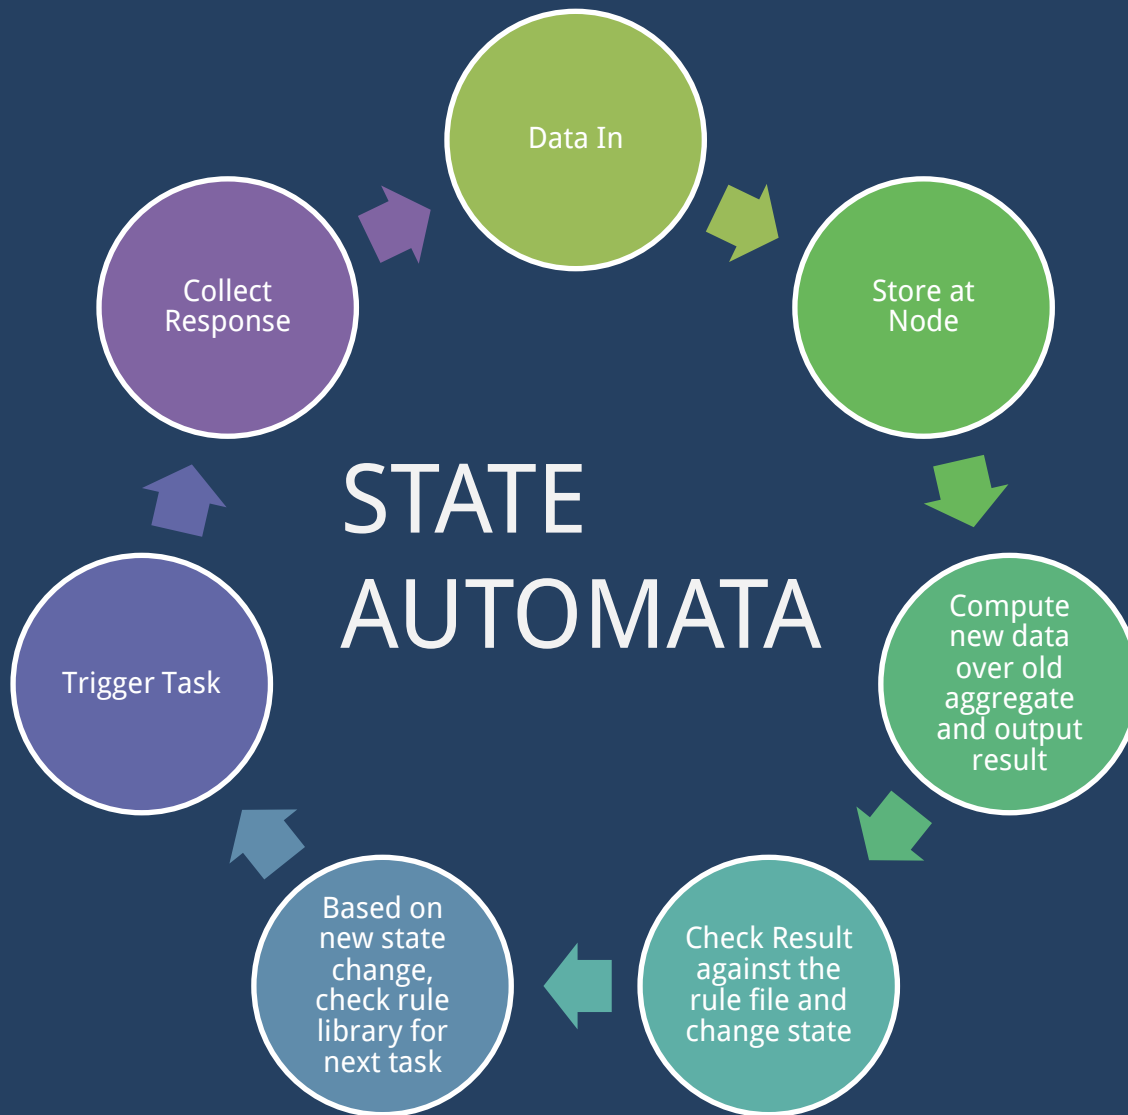 Data In
Store at
Node
Compute
new data
over old
aggregate
and output
result
Check Result
against the
rule file and
change state
Based on
new state
change,
check rule
library for
next task
Trigger Task
Collect
Response
STATE
AUTOMATA